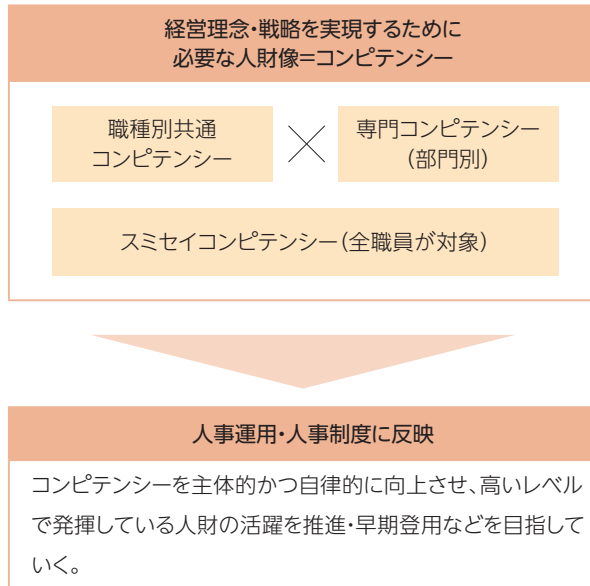 経営理念・戦略を実現するために
必要な人財像=コンピテンシー
職種別共通
コンピテンシー
専門コンピテンシー
(部門別)
スミセイコンピテンシー(全職員が対象)
人事運用・人事制度に反映
コンピテンシーを主体的かつ自律的に向上させ、高いレベル
で発揮している人財の活躍を推進・早期登用などを目指して
いく。